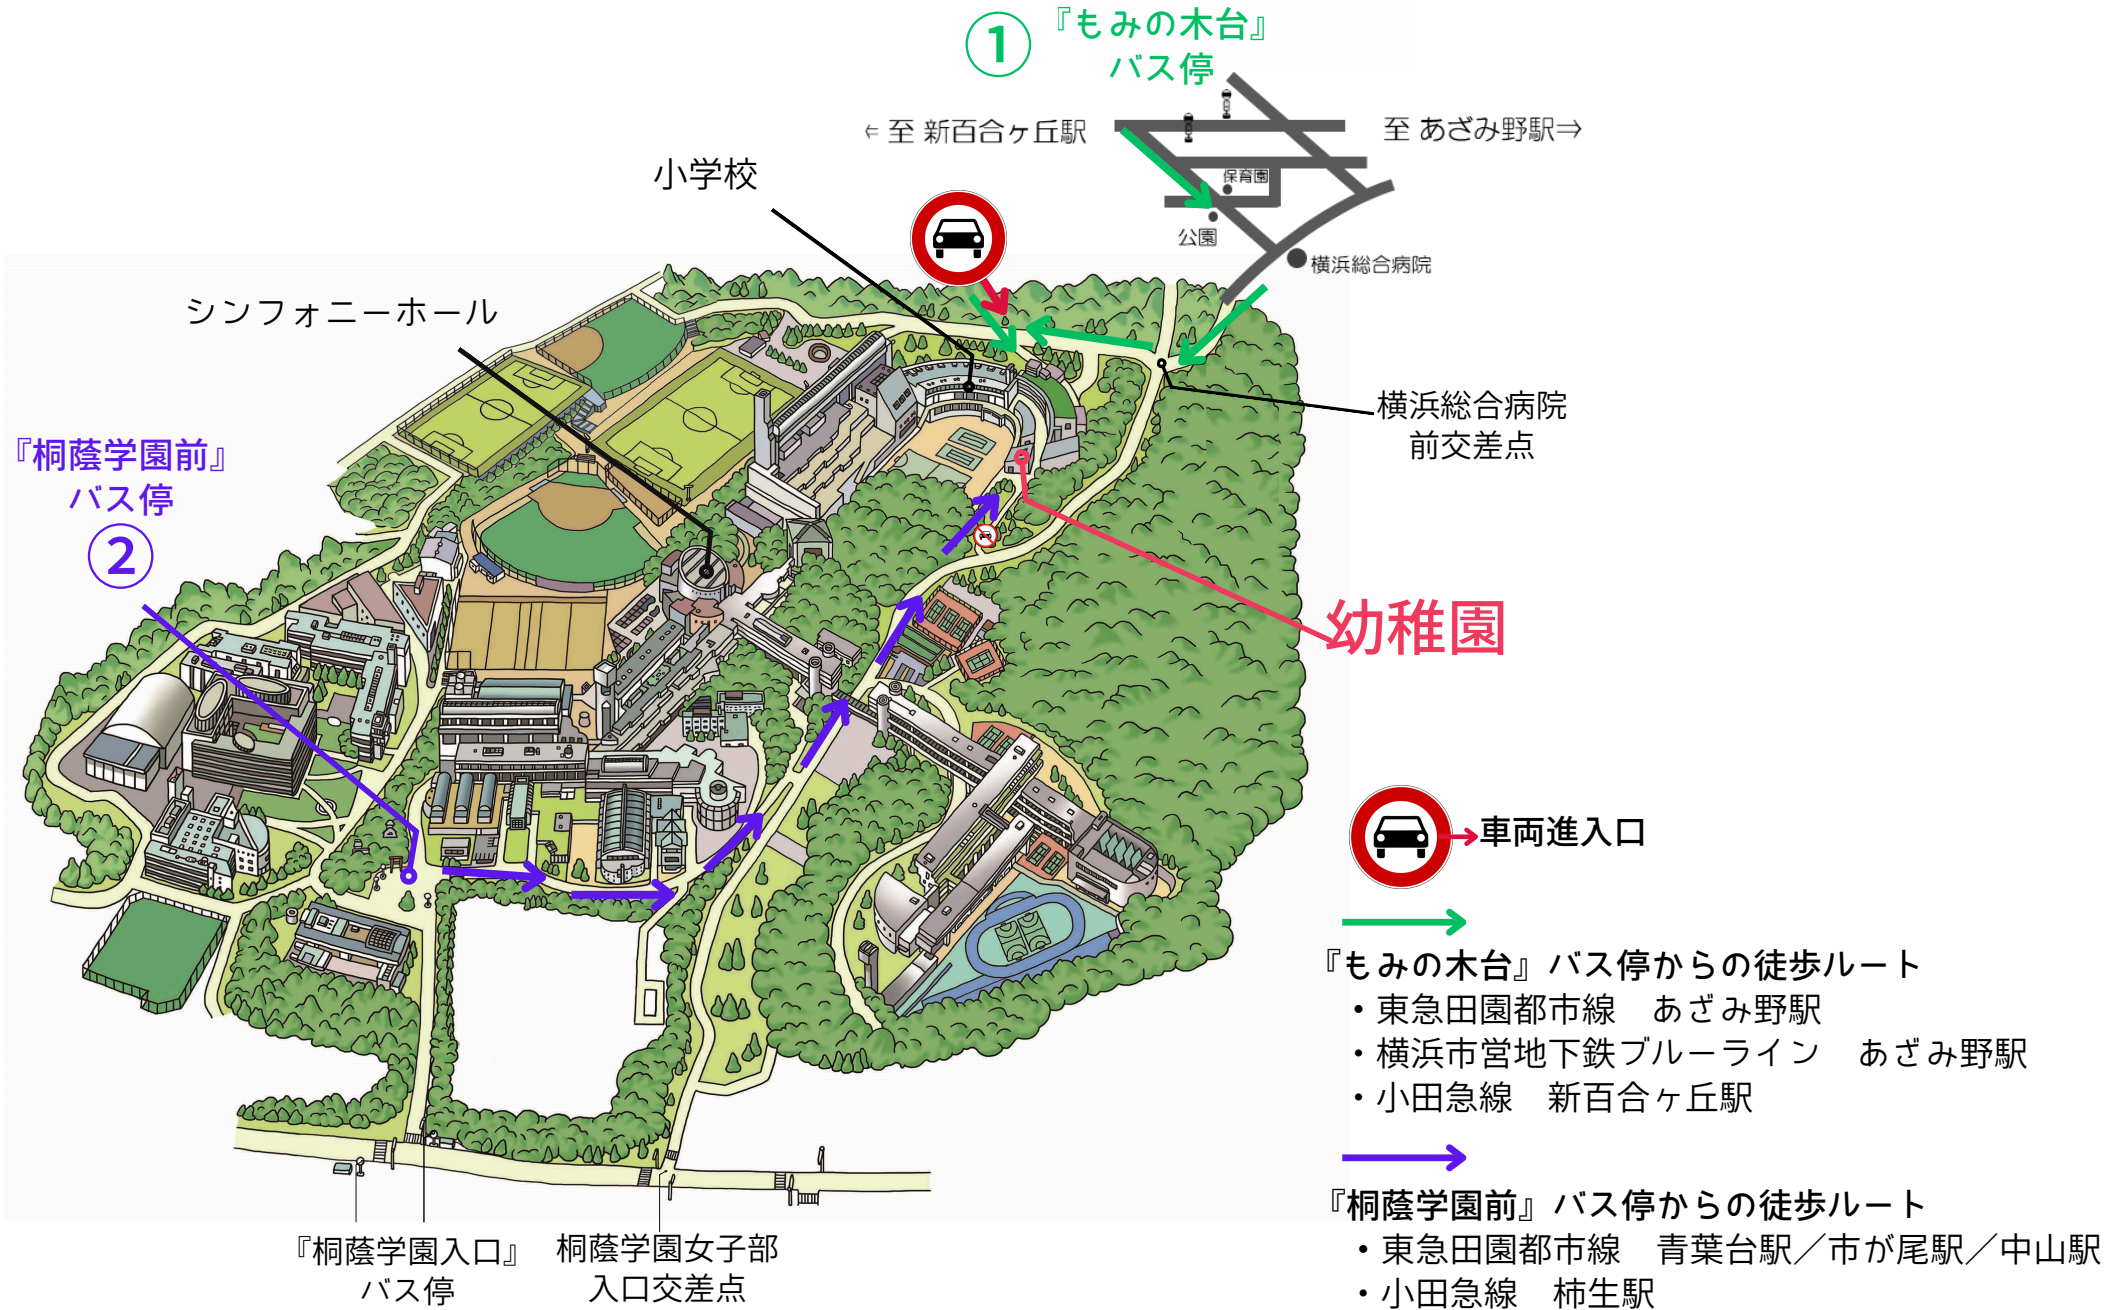 ① 『もみの木台』
バス停
⇐ 至 新百合ヶ丘駅
至 あざみ野駅⇒
保育園
公園
横浜総合病院
小学校
シンフォニーホール
横浜総合病院
前交差点
『桐蔭学園前』
バス停
②
幼稚園
車両進入口
『もみの木台』バス停からの徒歩ルート
・東急田園都市線　あざみ野駅
・横浜市営地下鉄ブルーライン　あざみ野駅
・小田急線　新百合ヶ丘駅
『桐蔭学園前』バス停からの徒歩ルート
・東急田園都市線　青葉台駅／市が尾駅／中山駅
・小田急線　柿生駅
『桐蔭学園入口』
バス停
桐蔭学園女子部
入口交差点